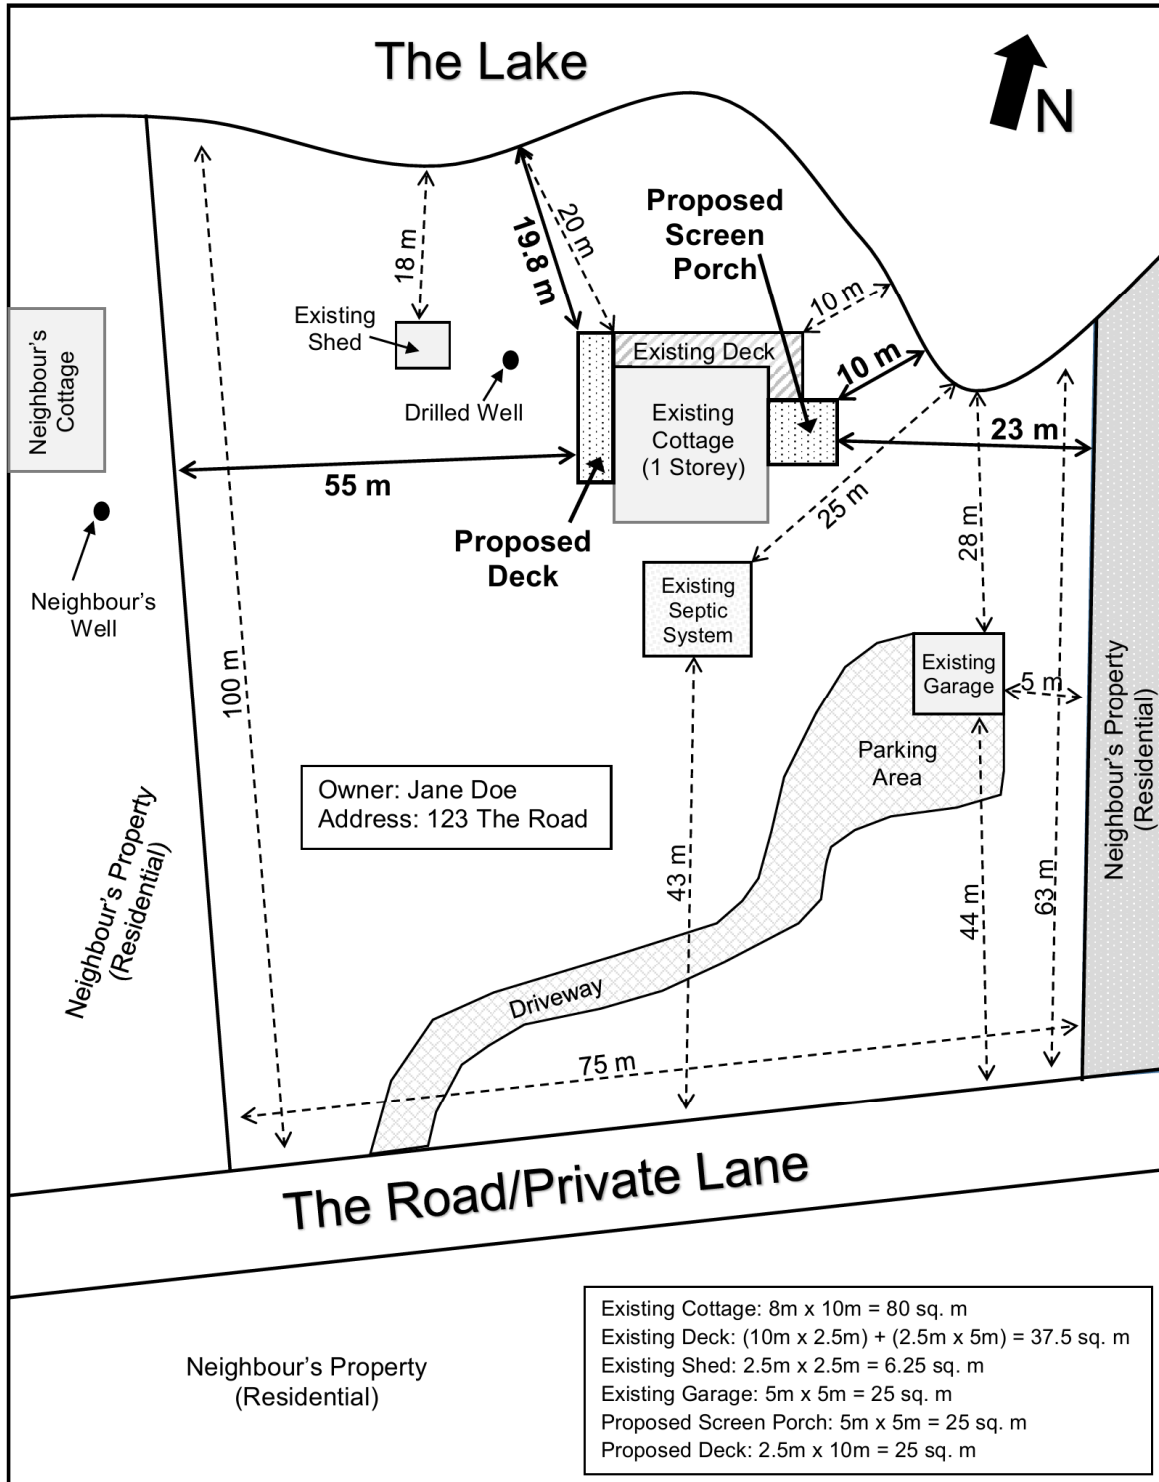 The Lake
N
Proposed
Screen
Porch
20 m
19.8 m
18 m
10 m
Existing
Shed
Neighbour's
Cottage
Existing Deck
10 m
Drilled Well
Existing
Cottage
(1 Storey)
23 m
55 m
25 m
28 m
Proposed
Deck
Existing
Septic
System
Neighbour's
Well
Existing
Garage
5 m
100 m
Neighbour's Property
(Residential)
Parking
Area
Owner: Jane Doe
Address: 123 The Road
Neighbour's Property
(Residential)
43 m
44 m
63 m
Driveway
75 m
The Road/Private Lane
Neighbour's Property
(Residential)
Existing Cottage: 8m x 10m = 80 sq. m
Existing Deck: (10m x 2.5m) + (2.5m x 5m) = 37.5 sq. m
Existing Shed: 2.5m x 2.5m = 6.25 sq. m
Existing Garage: 5m x 5m = 25 sq. m
Proposed Screen Porch: 5m x 5m = 25 sq. m
Proposed Deck: 2.5m x 10m = 25 sq. m